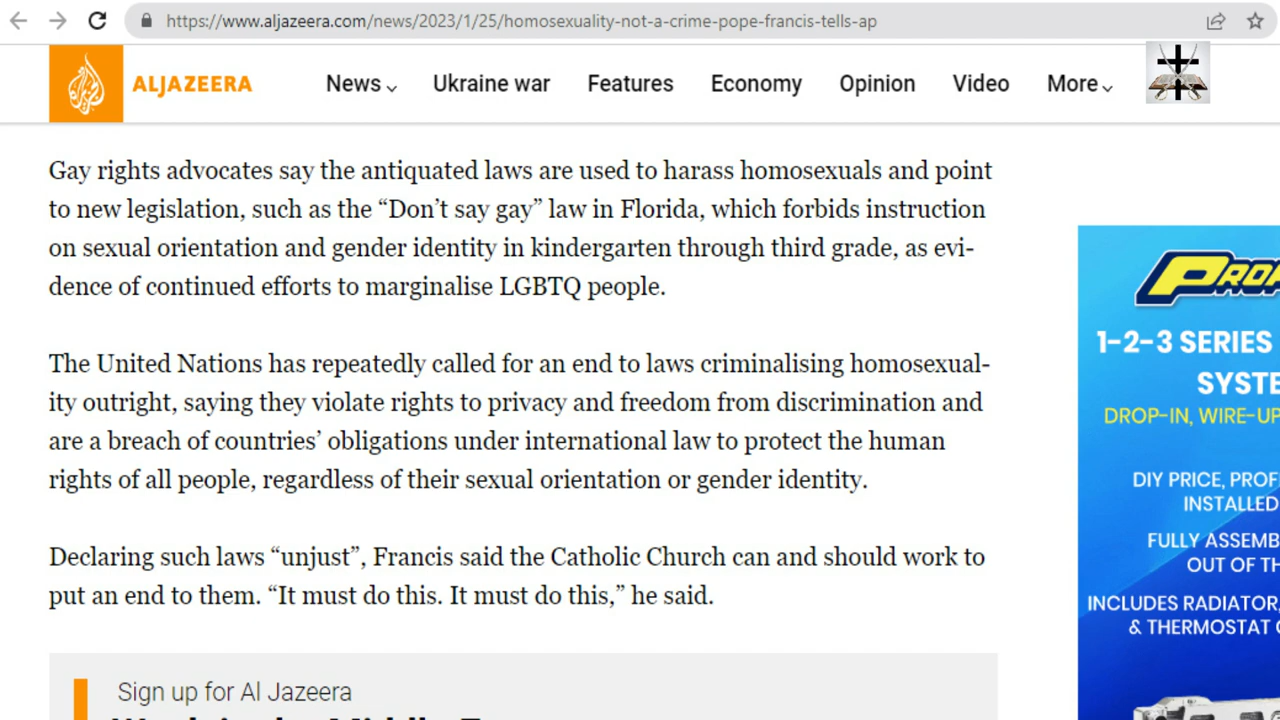 https://www.aljazeera.com/news/2023/1/25/homosexuality-not-a-crime-pope-francis-tells-ap
ALJAZEERA News Ukraine war Features Economy Opinion Video More
Gay rights advocates say the antiquated laws are used to harass homosexuals and point
to new legislation, such as the “Don’t say gay” law in Florida, which forbids instruction
on sexual orientation and gender identity in kindergarten through third grade, as evi-
dence of continued efforts to marginalise LGBTQ people.
The United Nations has repeatedly called for an end to laws criminalising homosexual-
ity outright, saying they violate rights to privacy and freedom from discrimination and
are a breach of countries’ obligations under international law to protect the human
rights of all people, regardless of their sexual orientation or gender identity.
Declaring such laws “unjust”, Francis said the Catholic Church can and should work to
put an end to them. “It must do this. It must do this,” he said.
Sign up for Al Jazeera
1-2-3 SERIES
SYSTE
DROP-IN, WIRE-UP
DIY PRICE, PROF
INSTALLED
FULLY ASSEMB
OUT OF TH
INCLUDES RADIATOR,
& THERMOSTAT